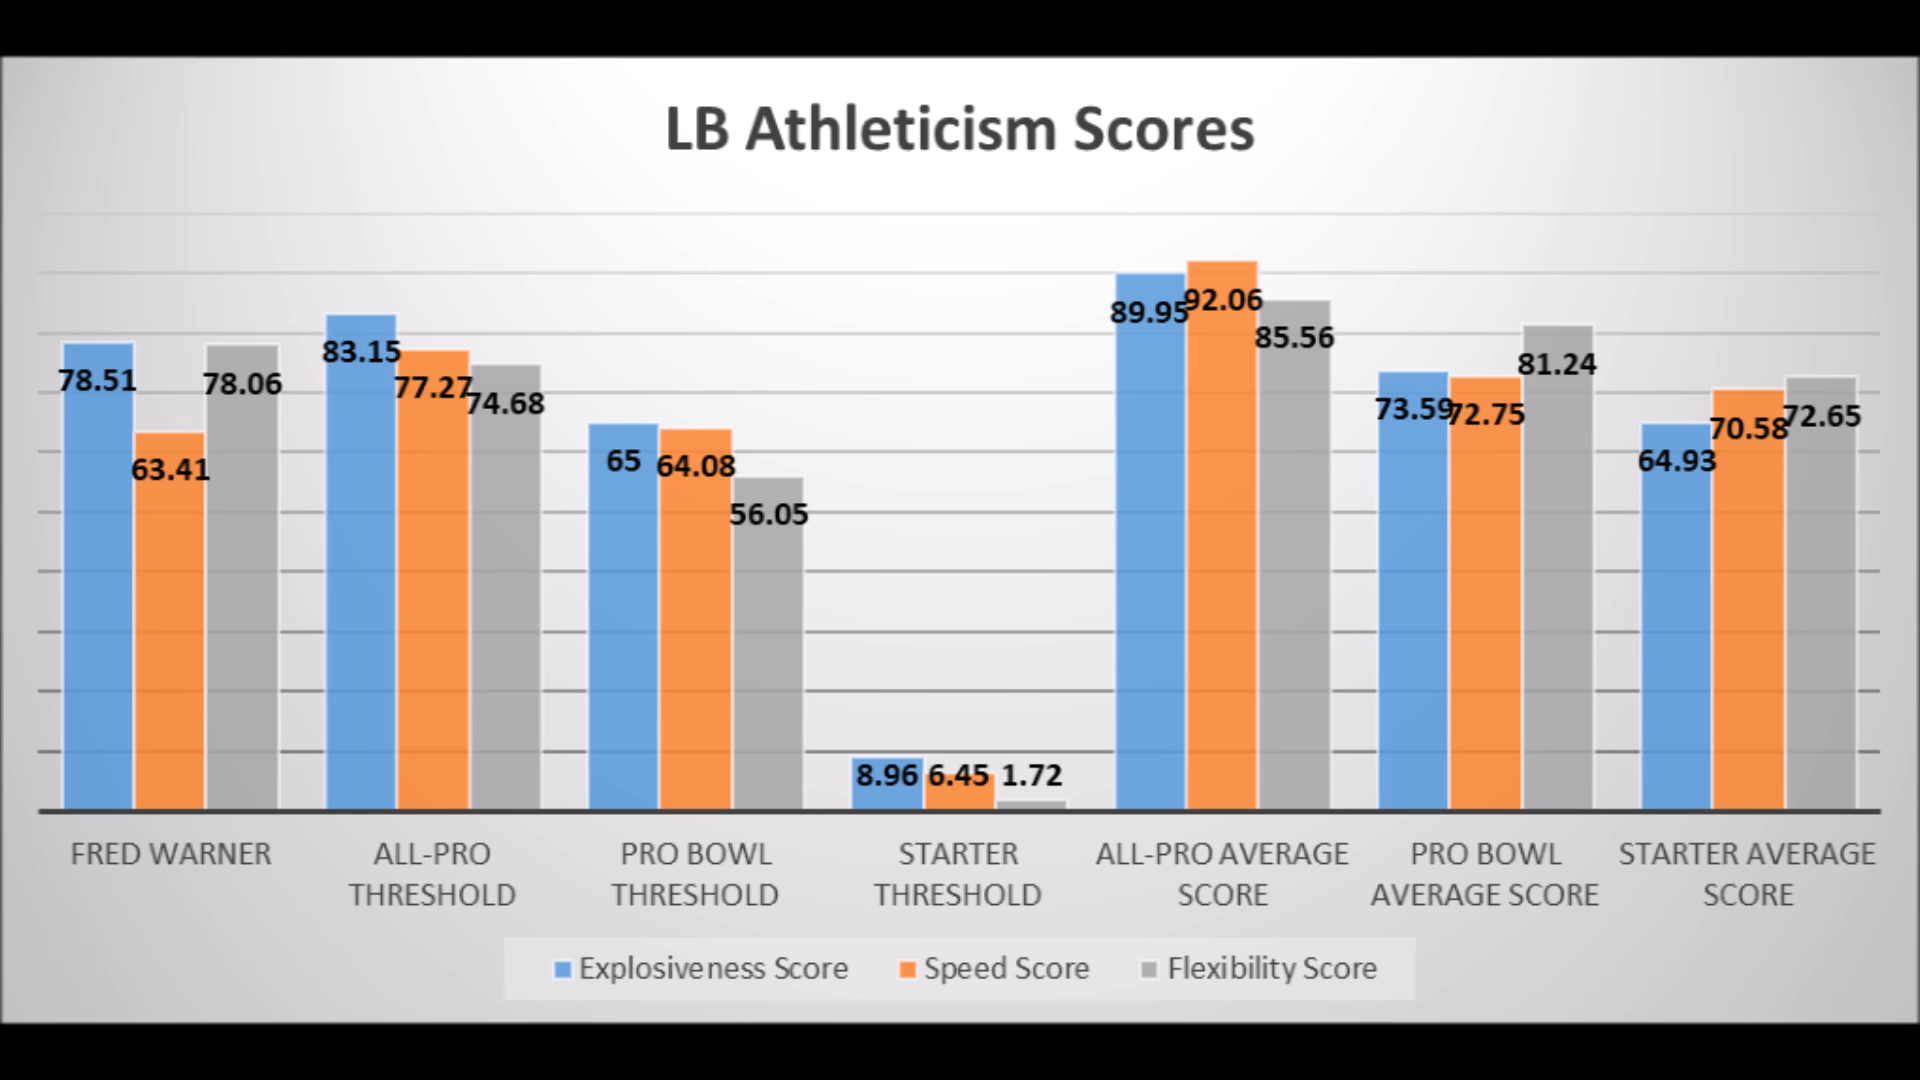 LB Athleticism Scores
78.51
63.41
78.06
83.15
77.27
74.68
65
64.08
56.05
8.96
6.45
1.72
89.95
92.06
85.56
73.59
72.75
81.24
64.93
70.58
72.65
FRED WARNER
ALL-PRO
THRESHOLD
PRO BOWL
THRESHOLD
STARTER
THRESHOLD
ALL-PRO AVERAGE
SCORE
PRO BOWL
AVERAGE SCORE
STARTER AVERAGE
SCORE
Explosiveness Score
Speed Score
Flexibility Score